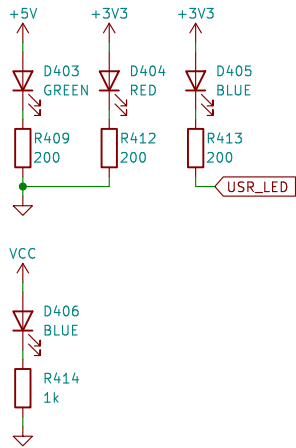 +5V +3V3 +3V3
D403 D404 D405
GREEN RED BLUE
R409 R412 R413
200 200 200
USR_LED
VCC
D406
BLUE
R414
1k